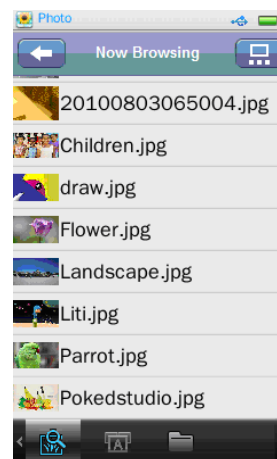 Photo
Now Browsing
20100803065004.jpg
Children.jpg
draw.jpg
Flower.jpg
Landscape.jpg
Liti.jpg
Parrot.jpg
Pokedstudio.jpg
A